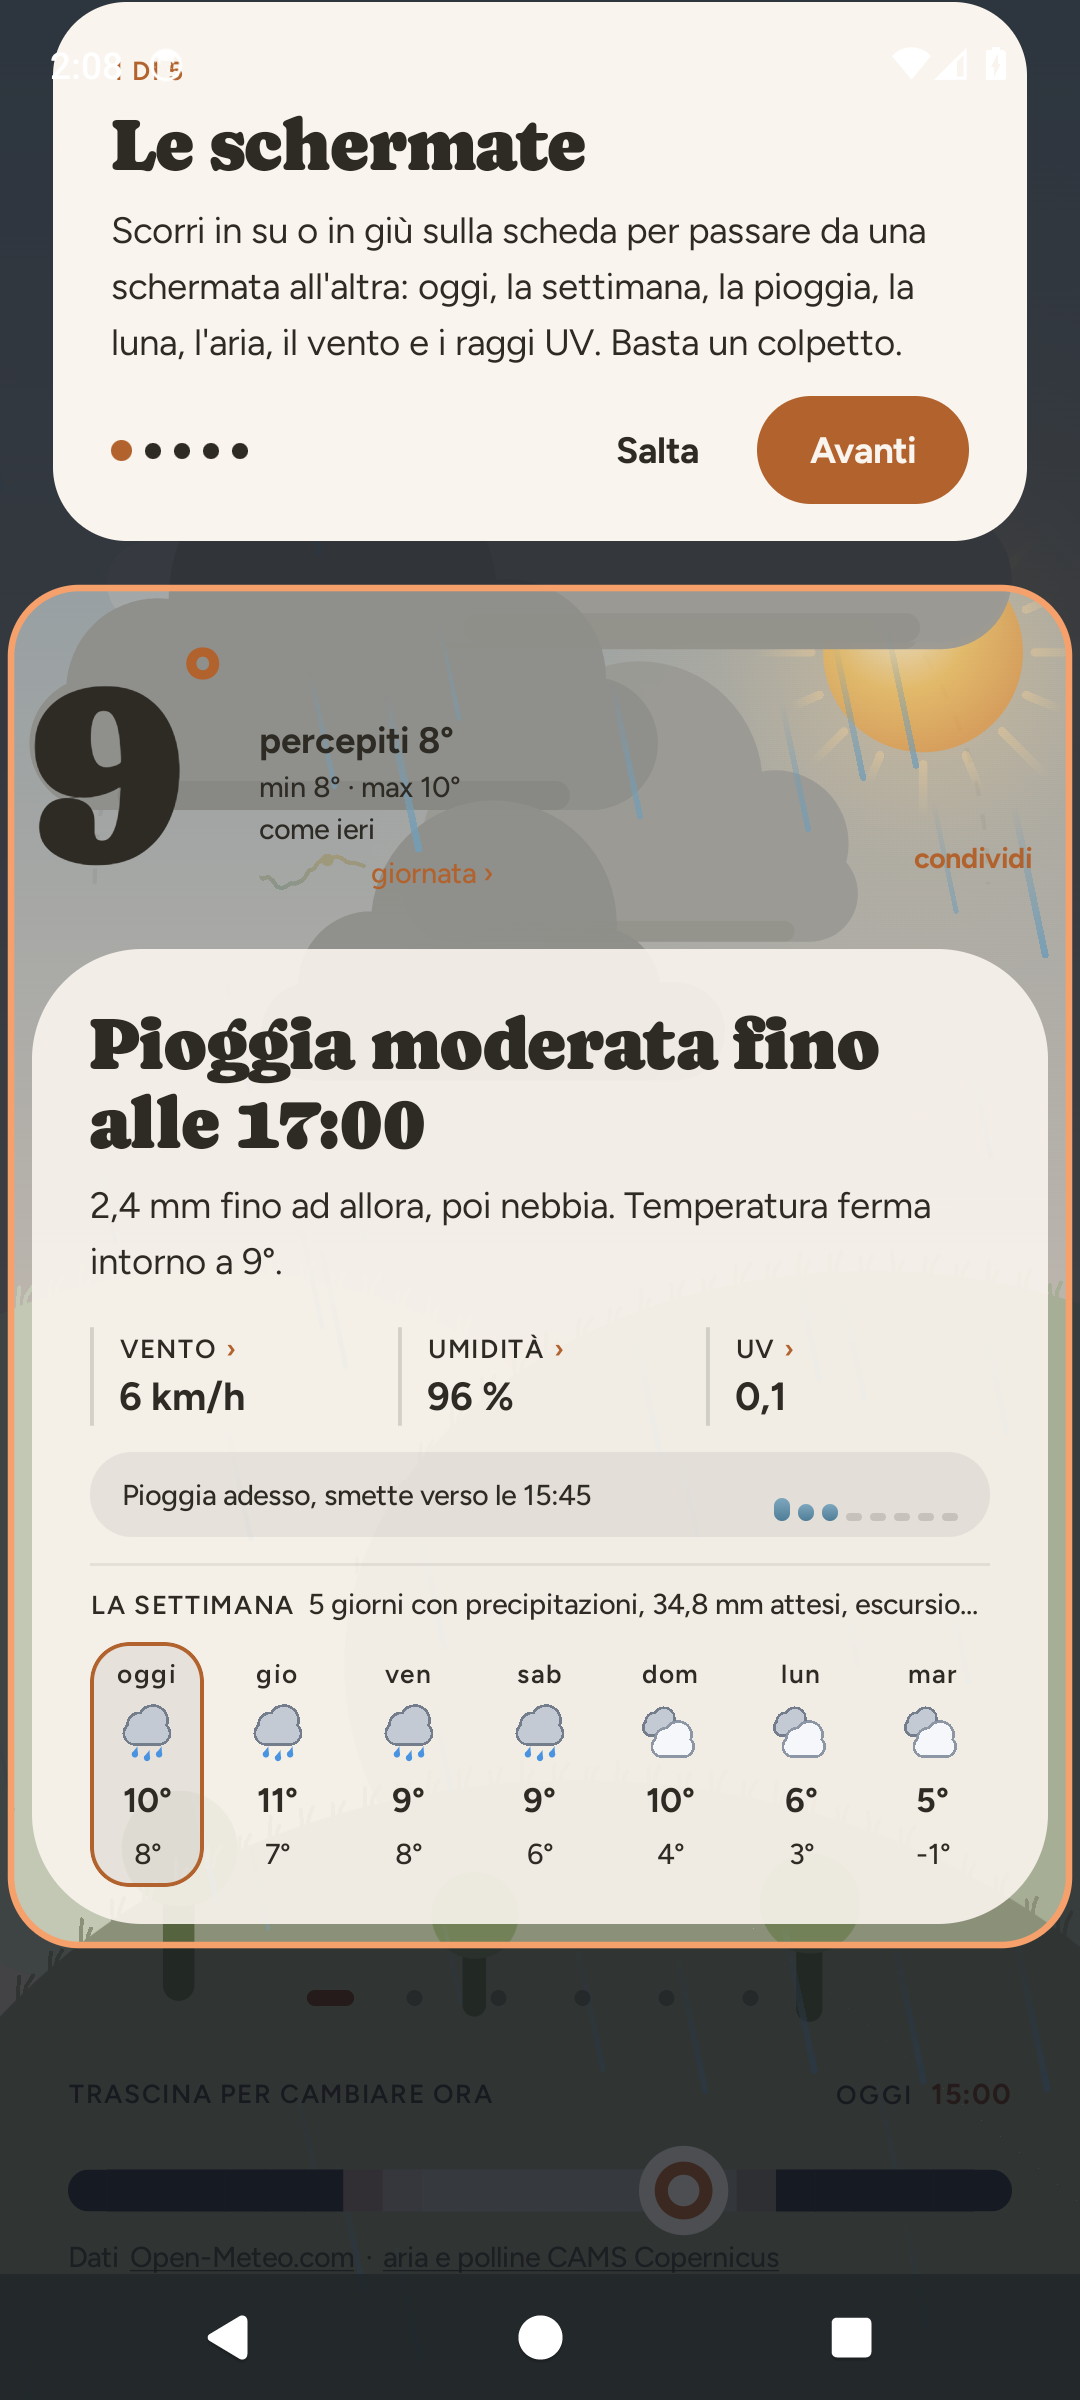 2:08
1 DI 5
Le schermate
Scorri in su o in giù sulla scheda per passare da una
schermata all'altra: oggi, la settimana, la pioggia, la
luna, l'aria, il vento e i raggi UV. Basta un colpetto.
Salta
Avanti
9°
percepiti 8°
min 8° · max 10°
come ieri
giornata ›
condividi
Pioggia moderata fino
alle 17:00
2,4 mm fino ad allora, poi nebbia. Temperatura ferma
intorno a 9°.
VENTO › UMIDITÀ › UV ›
6 km/h 96 % 0,1
Pioggia adesso, smette verso le 15:45
LA SETTIMANA 5 giorni con precipitazioni, 34,8 mm attesi, escursio...
oggi gio ven sab dom lun mar
10° 11° 9° 9° 10° 6° 5°
8° 7° 8° 6° 4° 3° -1°
TRASCINA PER CAMBIARE ORA OGGI 15:00
Dati Open-Meteo.com · aria e polline CAMS Copernicus